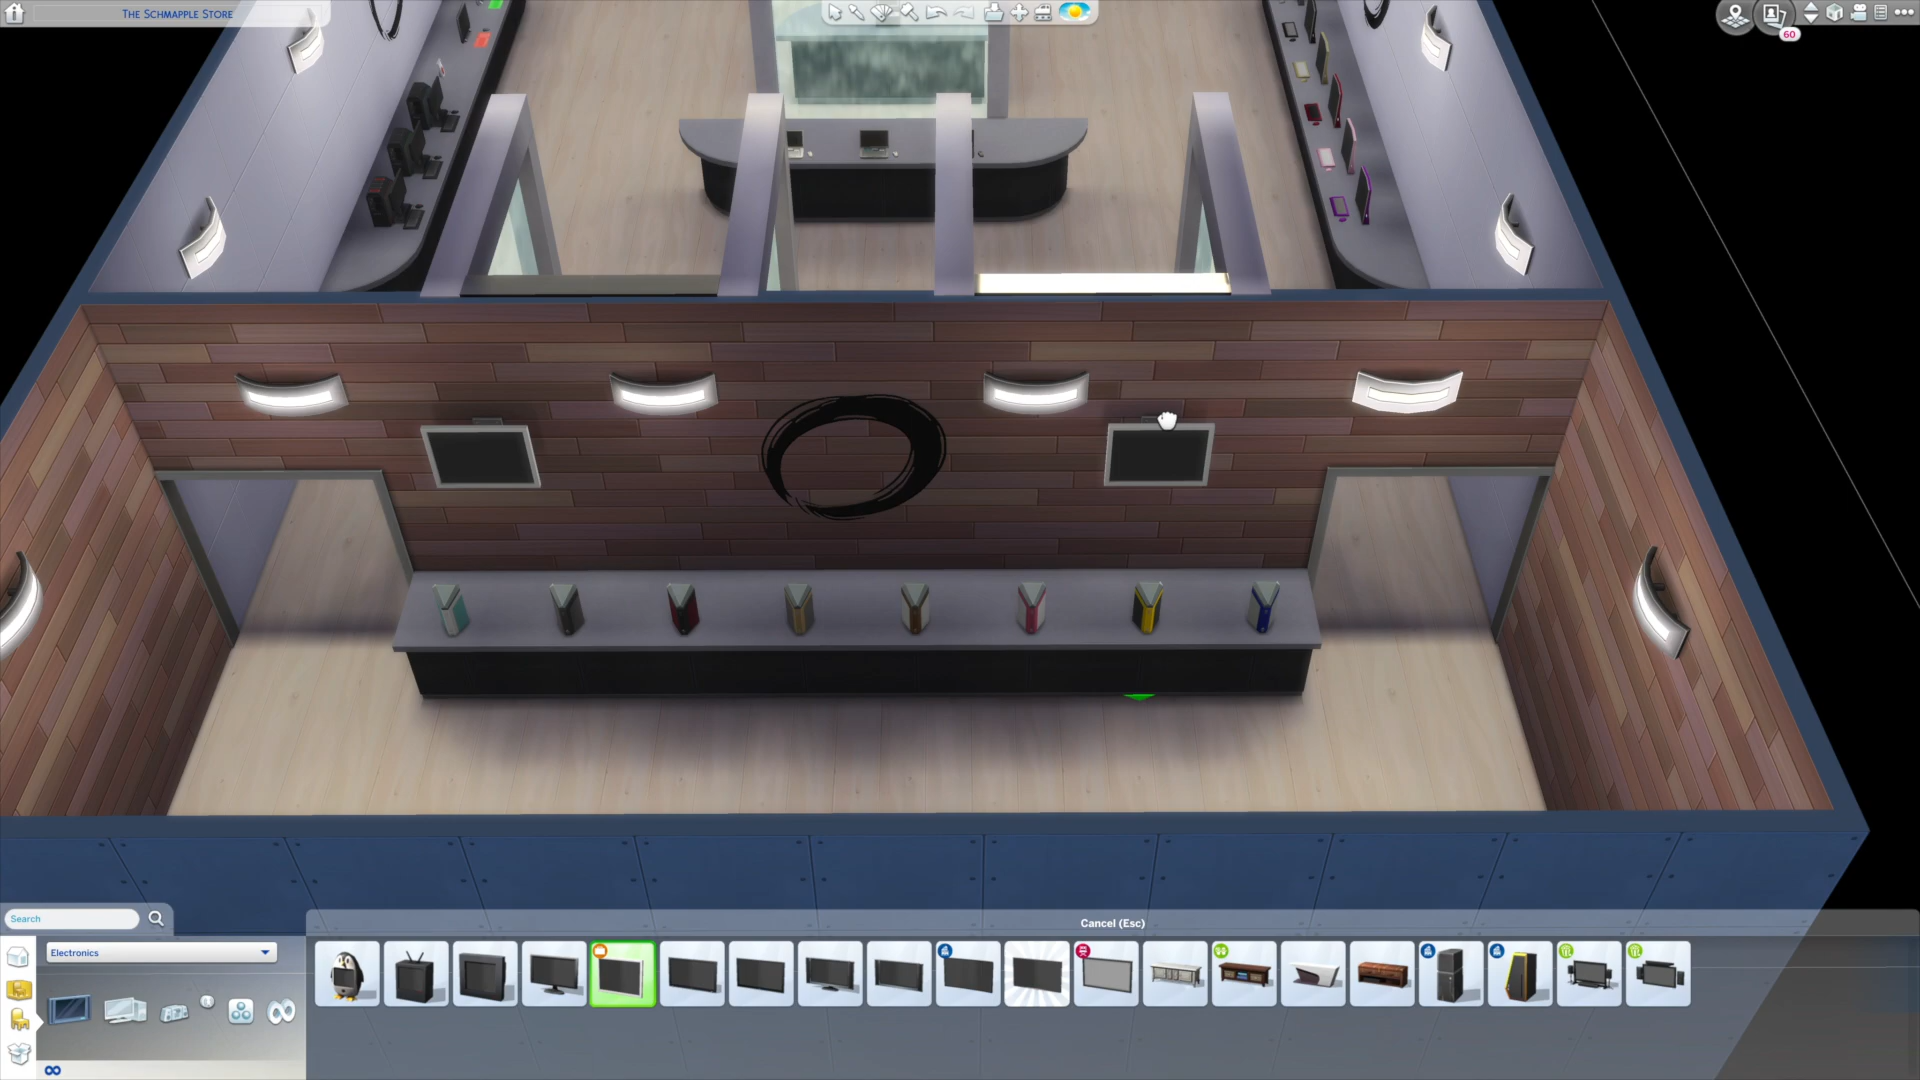 THE SCHMAPPLE STORE
60
Cancel (Esc)
Search
Electronics